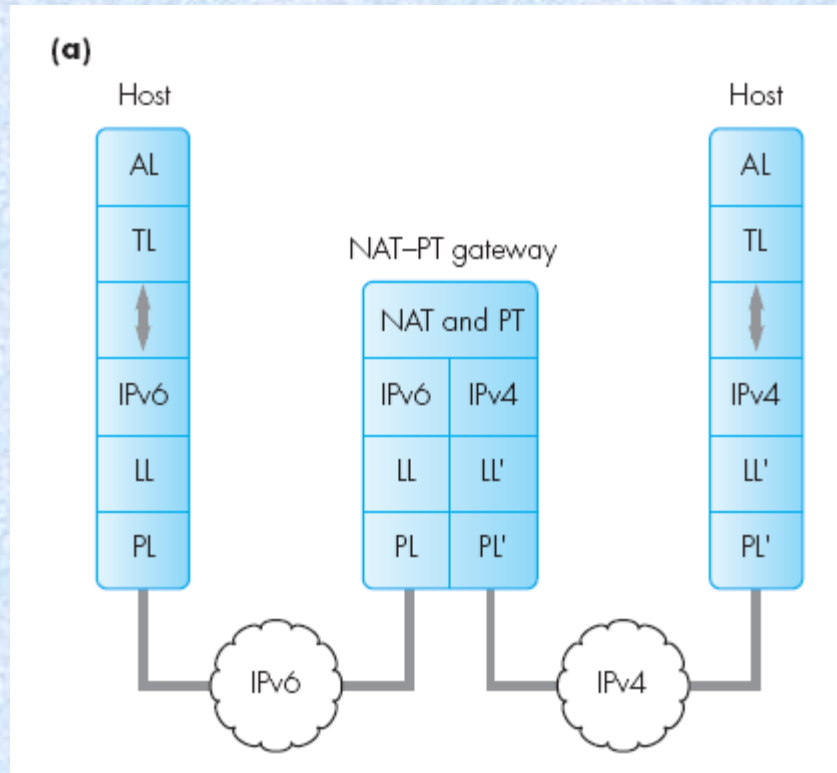 (a)
Host
AL
TL
IPv6
LL
PL
NAT–PT gateway
NAT and PT
IPv6 IPv4
LL LL'
PL PL'
Host
AL
TL
IPv4
LL'
PL'
IPv6
IPv4